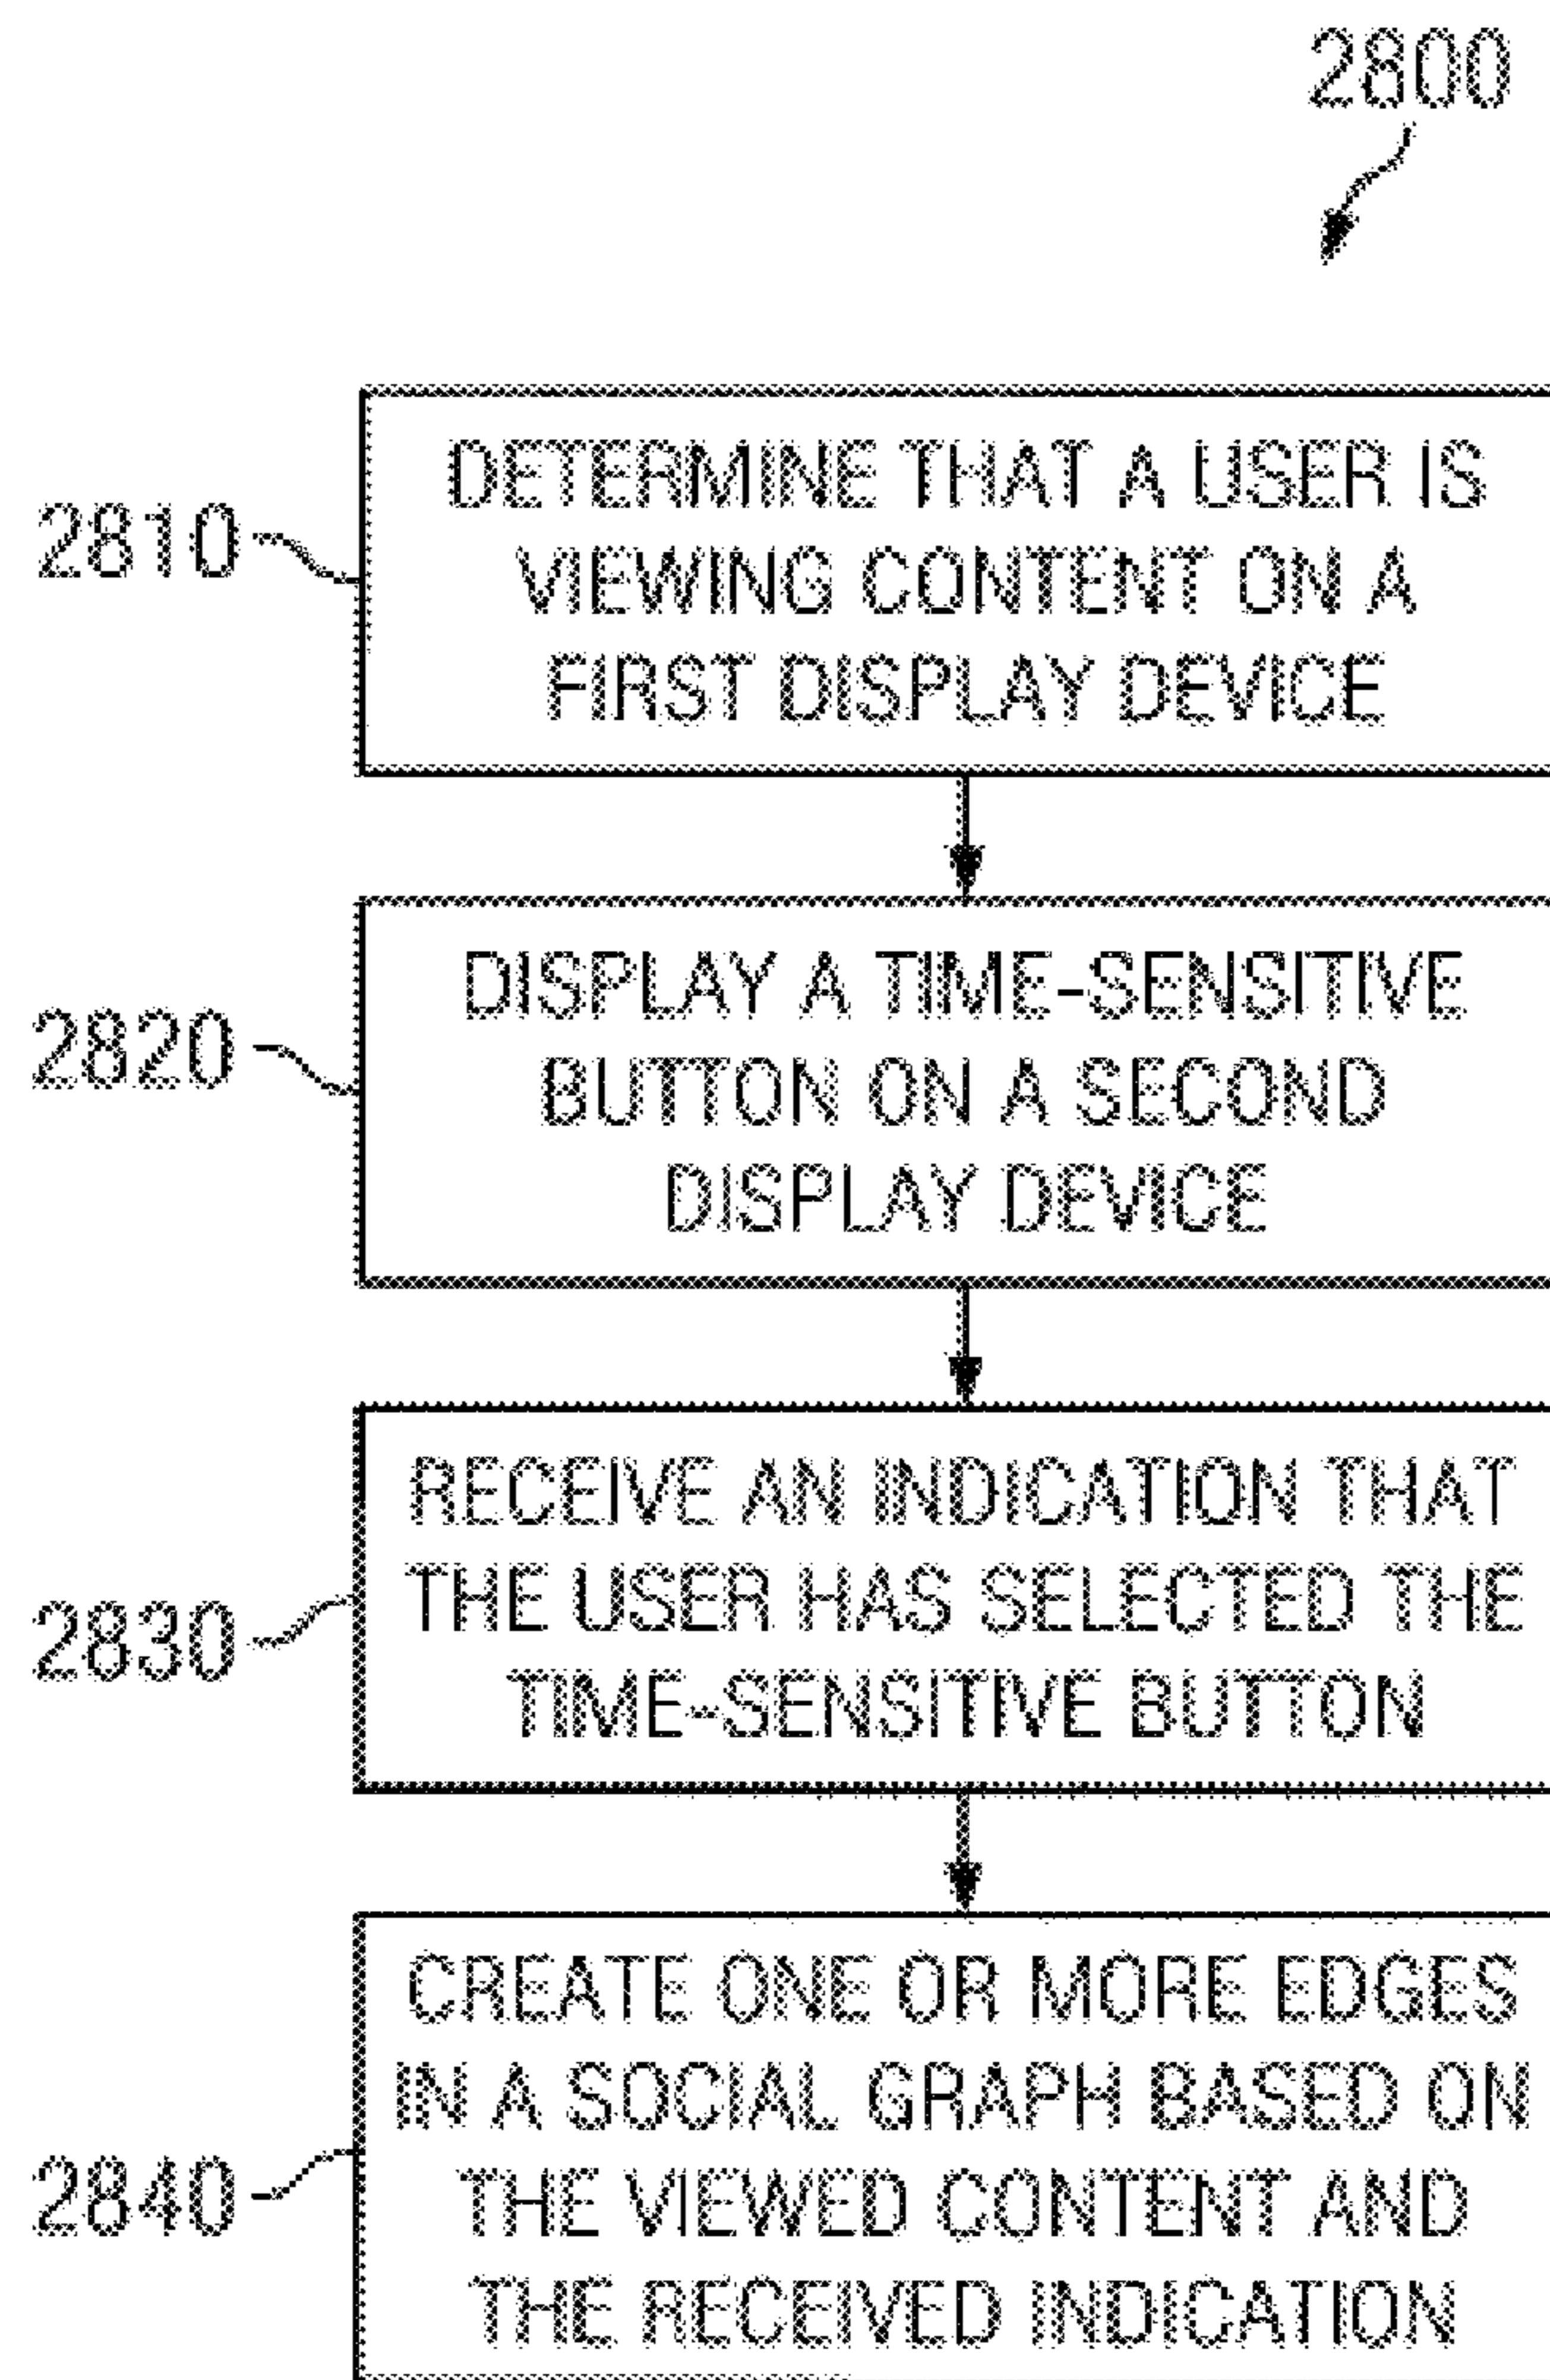 2800
2810
DETERMINE THAT A USER IS
VIEWING CONTENT ON A
FIRST DISPLAY DEVICE
2820
DISPLAY A TIME-SENSITIVE
BUTTON ON A SECOND
DISPLAY DEVICE
2830
RECEIVE AN INDICATION THAT
THE USER HAS SELECTED THE
TIME-SENSITIVE BUTTON
2840
CREATE ONE OR MORE EDGES
IN A SOCIAL GRAPH BASED ON
THE VIEWED CONTENT AND
THE RECEIVED INDICATION